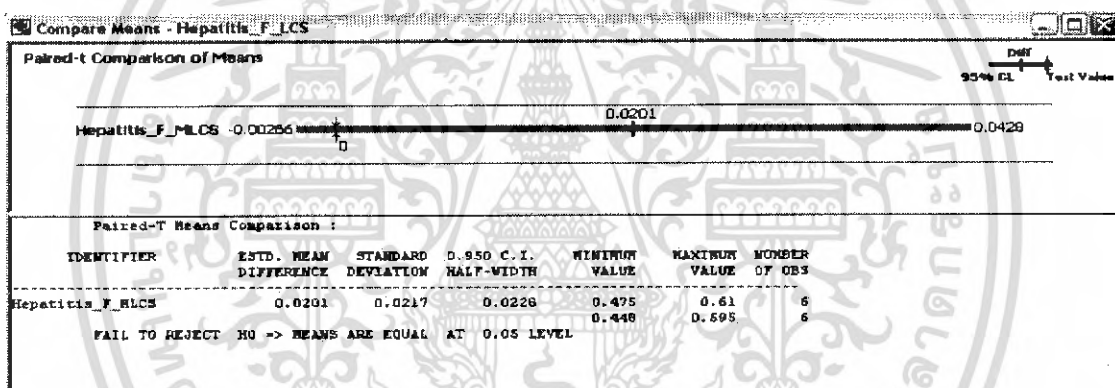 Compare Means - Hepatitis_F_LCS
Paired-t Comparison of Means
Diff
95% CL Test Value
0.0201
Hepatitis_F_MLCS -0.00266 0.0428
0
Paired-T Means Comparison :
IDENTIFIER ESTD. MEAN STANDARD 0.950 C.I. MINIMUM MAXIMUM NUMBER
DIFFERENCE DEVIATION HALF-WIDTH VALUE VALUE OF OBS
Hepatitis_F_MLCS 0.0201 0.0217 0.0228 0.475 0.61 6
0.448 0.595 6
FAIL TO REJECT H0 => MEANS ARE EQUAL AT 0.05 LEVEL